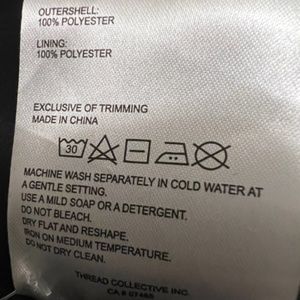 OUTERSHELL:
100% POLYESTER
LINING:
100% POLYESTER
EXCLUSIVE OF TRIMMING
MADE IN CHINA
30
MACHINE WASH SEPARATELY IN COLD WATER AT
A GENTLE SETTING.
USE A MILD SOAP OR A DETERGENT.
DO NOT BLEACH.
DRY FLAT AND RESHAPE.
IRON ON MEDIUM TEMPERATURE.
DO NOT DRY CLEAN.
THREAD COLLECTIVE INC.
CA #